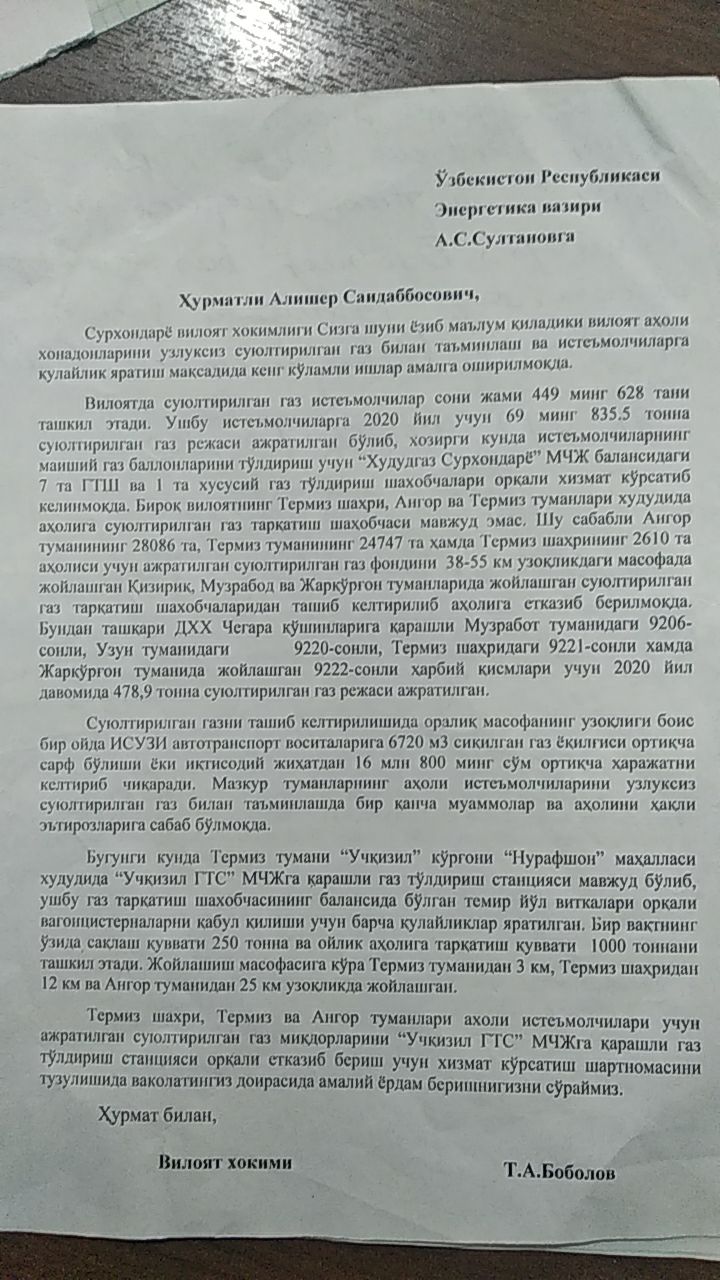 Ўзбекистон Республикаси
Энергетика вазири
А.С.Султановга
Ҳурматли Алишер Саидаббосович,
Сурхондарё вилоят хокимлиги Сизга шуни ёзиб маълум қиладики вилоят аҳоли
хонадонларини узлуксиз суюлтирилган газ билан таъминлаш ва истеъмолчиларга
қулайлик яратиш мақсадида кенг кўламли ишлар амалга оширилмоқда.
Вилоятда суюлтирилган газ истеъмолчилар сони жами 449 минг 628 тани
ташкил этади. Ушбу истеъмолчиларга 2020 йил учун 69 минг 835.5 тонна
суюлтирилган газ режаси ажратилган бўлиб, хозирги кунда истеъмолчиларнинг
маиший газ баллонларини тўлдириш учун “Худудгаз Сурхондарё” МЧЖ балансидаги
7 та ГТШ ва 1 та хусусий газ тўлдириш шахобчалари орқали хизмат кўрсатиб
келинмоқда. Бироқ вилоятнинг Термиз шаҳри, Ангор ва Термиз туманлари худудида
аҳолига суюлтирилган газ тарқатиш шаҳобчаси мавжуд эмас. Шу сабабли Ангор
туманининг 28086 та, Термиз туманининг 24747 та ҳамда Термиз шаҳрининг 2610 та
аҳолиси учун ажратилган суюлтирилган газ фондини 38-55 км узоқликдаги масофада
жойлашган Қизириқ, Музрабод ва Жарқўрғон туманларида жойлашган суюлтирилган
газ тарқатиш шахобчаларидан ташиб келтирилиб аҳолига етказиб берилмоқда.
Бундан ташқари ДХХ Чегара қўшинларига қарашли Музработ туманидаги 9206-
сонли, Узун туманидаги 9220-сонли, Термиз шаҳридаги 9221-сонли хамда
Жарқўрғон туманида жойлашган 9222-сонли ҳарбий қисмлари учун 2020 йил
давомида 478,9 тонна суюлтирилган газ режаси ажратилган.
Суюлтирилган газни ташиб келтирилишида оралиқ масофанинг узоқлиги боис
бир ойда ИСУЗИ автотранспорт воситаларига 6720 м3 сиқилган газ ёқилғиси ортиқча
сарф бўлиши ёки иқтисодий жиҳатдан 16 млн 800 минг сўм ортиқча ҳаражатни
келтириб чиқаради. Мазкур туманларнинг аҳоли истеъмолчиларини узлуксиз
суюлтирилган газ билан таъминлашда бир қанча муаммолар ва аҳолини ҳақли
эътирозларига сабаб бўлмоқда.
Бугунги кунда Термиз тумани “Учқизил” кўргони “Нурафшон” маҳалласи
худудида “Учқизил ГТС” МЧЖга қарашли газ тўлдириш станцияси мавжуд бўлиб,
ушбу газ тарқатиш шахобчасининг балансида бўлган темир йўл виткалари орқали
вагонцистерналарни қабул қилиши учун барча қулайликлар яратилган. Бир вақтнинг
ўзида сақлаш қуввати 250 тонна ва ойлик аҳолига тарқатиш қуввати 1000 тоннани
ташкил этади. Жойлашиш масофасига кўра Термиз туманидан 3 км, Термиз шаҳридан
12 км ва Ангор туманидан 25 км узоқликда жойлашган.
Термиз шахри, Термиз ва Ангор туманлари ахоли истеъмолчилари учун
ажратилган суюлтирилган газ миқдорларини “Учқизил ГТС” МЧЖга қарашли газ
тўлдириш станцияси орқали етказиб бериш учун хизмат кўрсатиш шартномасини
тузулишида ваколатингиз доирасида амалий ёрдам беришнигизни сўраймиз.
Ҳурмат билан,
Вилоят хокими
Т.А.Боболов